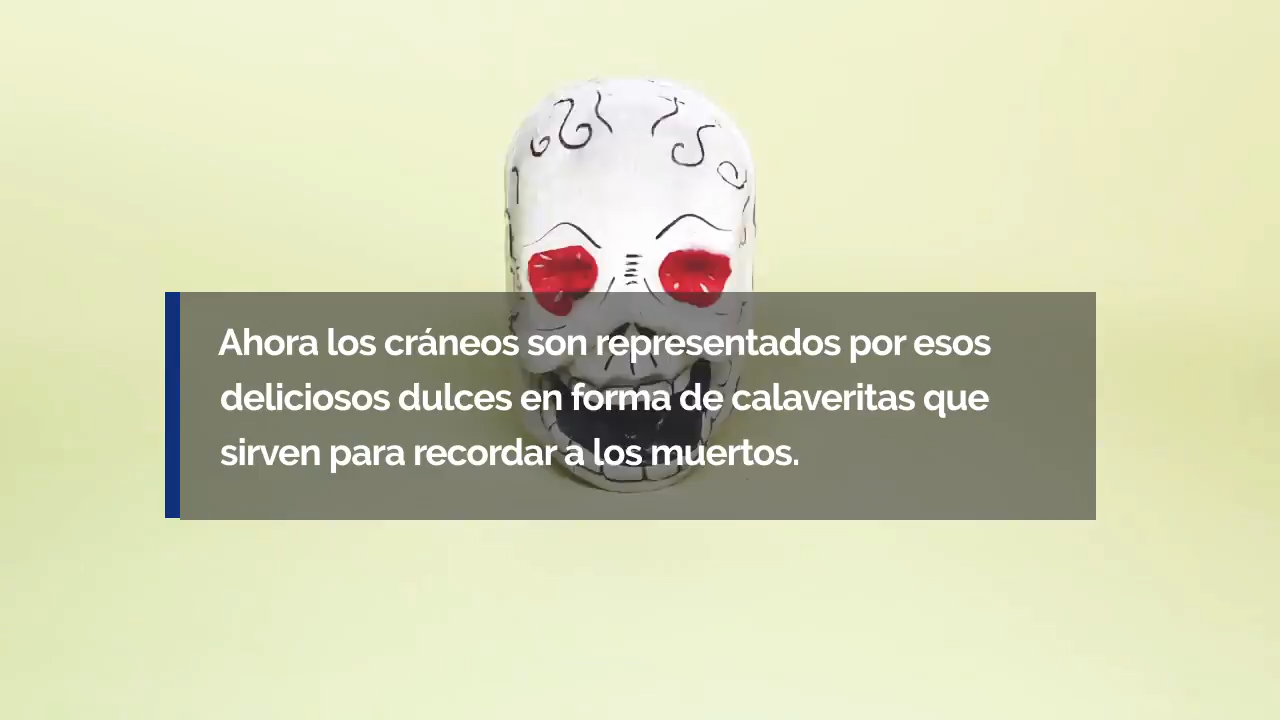 Ahora los cráneos son representados por esos
deliciosos dulces en forma de calaveritas que
sirven para recordar a los muertos.